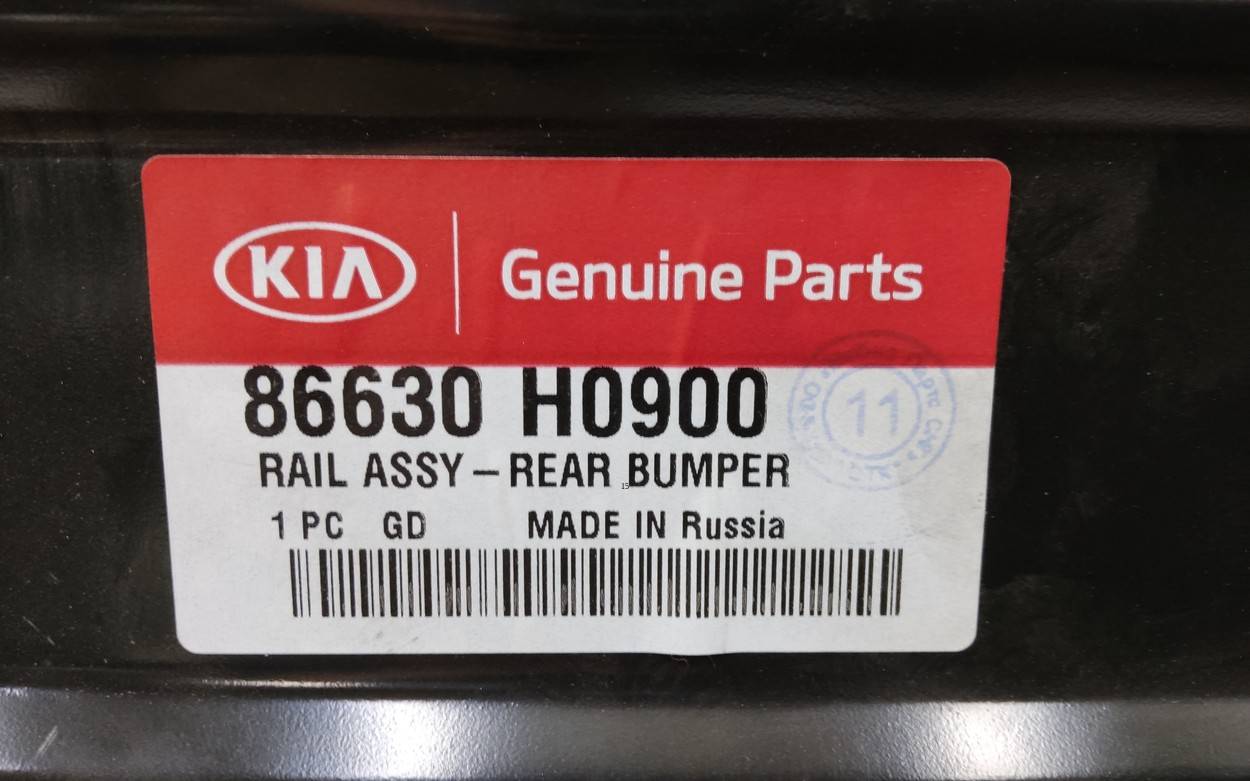 KIA Genuine Parts
86630 H0900
RAIL ASSY – REAR BUMPER
1 PC GD MADE IN Russia
11